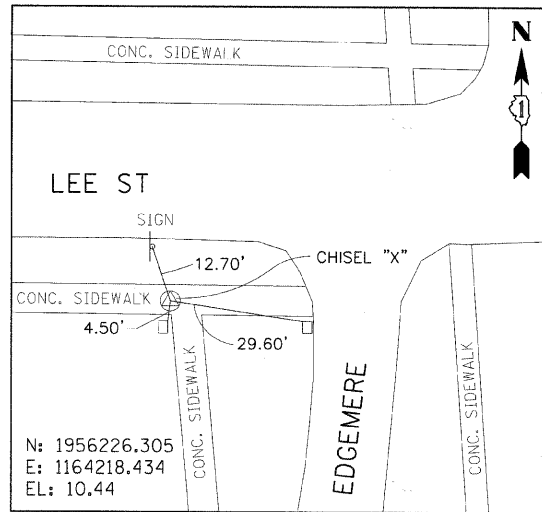 CONC. SIDEWALK
N
1
LEE ST
SIGN
12.70'
CHISEL "X"
CONC. SIDEWALK
4.50'
29.60'
CONC. SIDEWALK
EDGEMERE
CONC. SIDEWALK
N: 1956226.305
E: 1164218.434
EL: 10.44